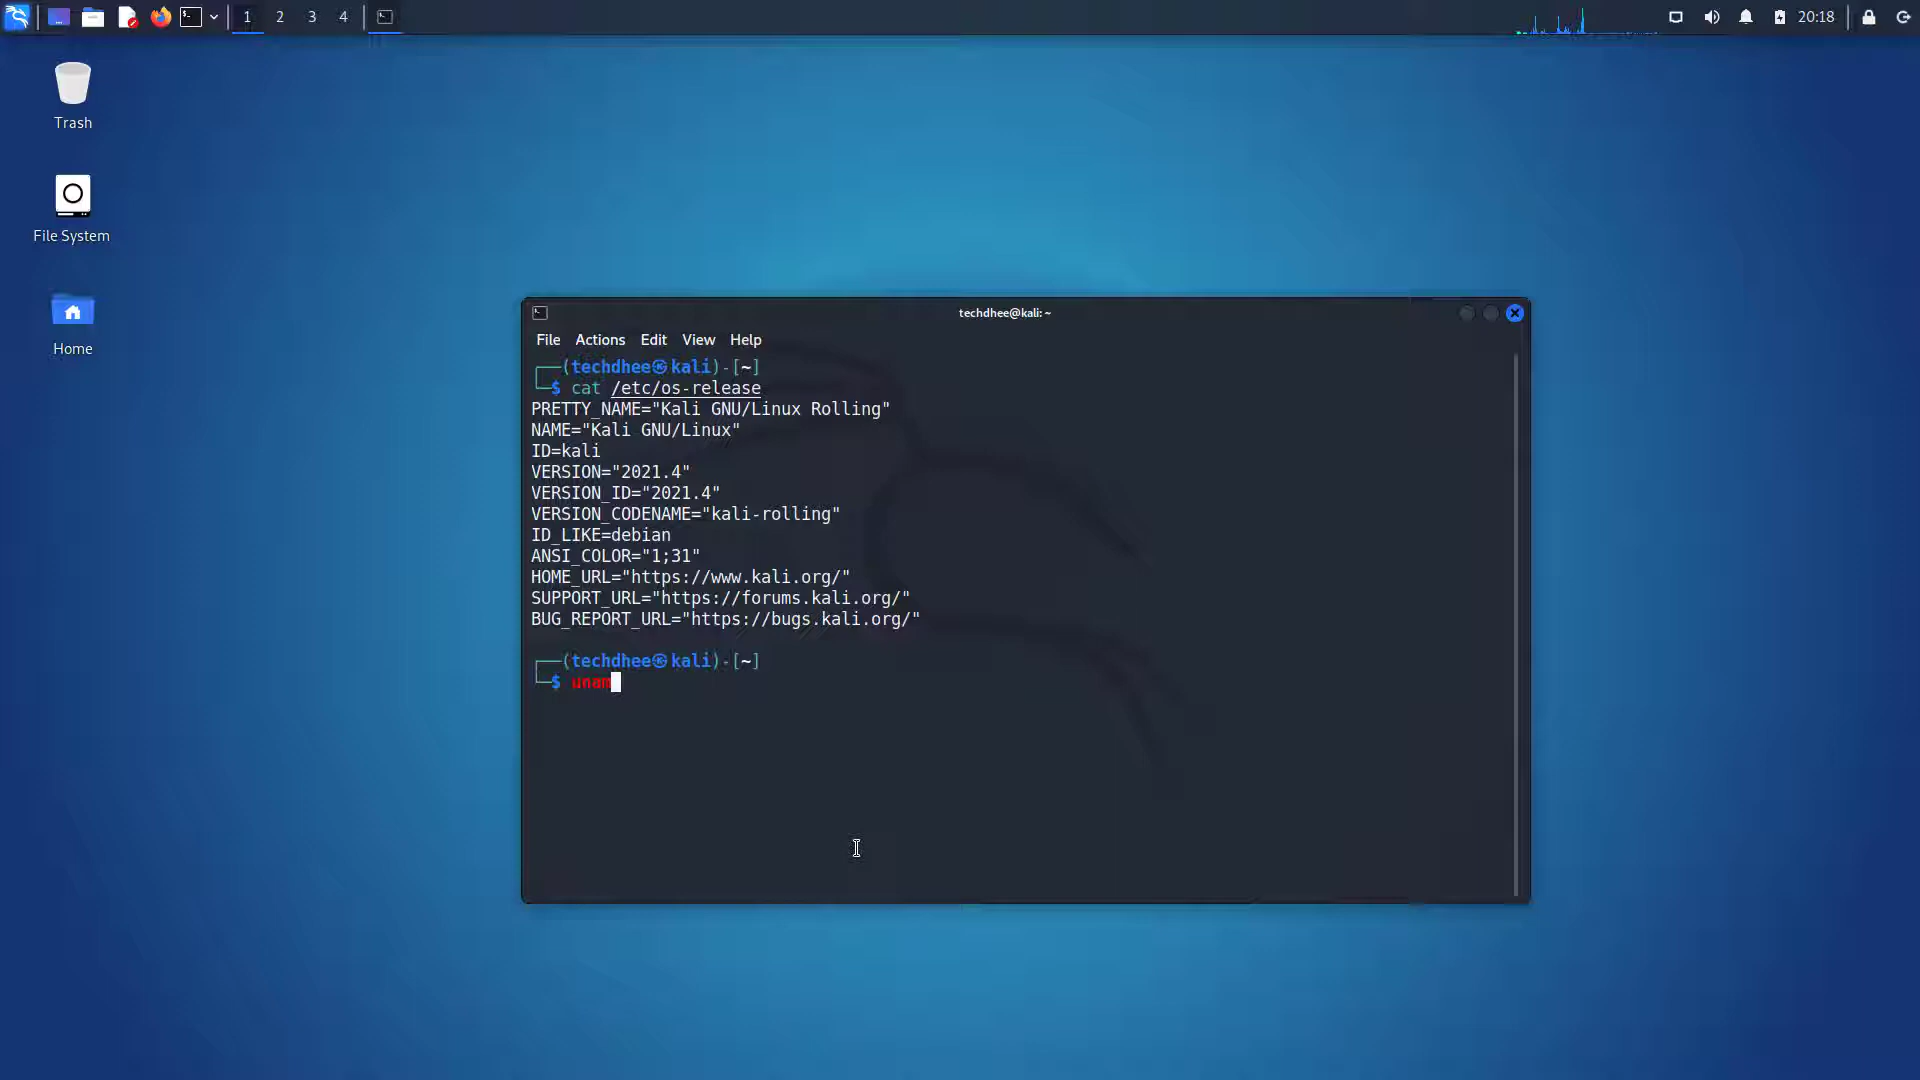 1 2 3 4 20:18
Trash
File System
Home
techdhee@kali: ~
File Actions Edit View Help
┌──(techdhee㉿kali)-[~]
└─$ cat /etc/os-release
PRETTY_NAME="Kali GNU/Linux Rolling"
NAME="Kali GNU/Linux"
ID=kali
VERSION="2021.4"
VERSION_ID="2021.4"
VERSION_CODENAME="kali-rolling"
ID_LIKE=debian
ANSI_COLOR="1;31"
HOME_URL="https://www.kali.org/"
SUPPORT_URL="https://forums.kali.org/"
BUG_REPORT_URL="https://bugs.kali.org/"
┌──(techdhee㉿kali)-[~]
└─$ unam